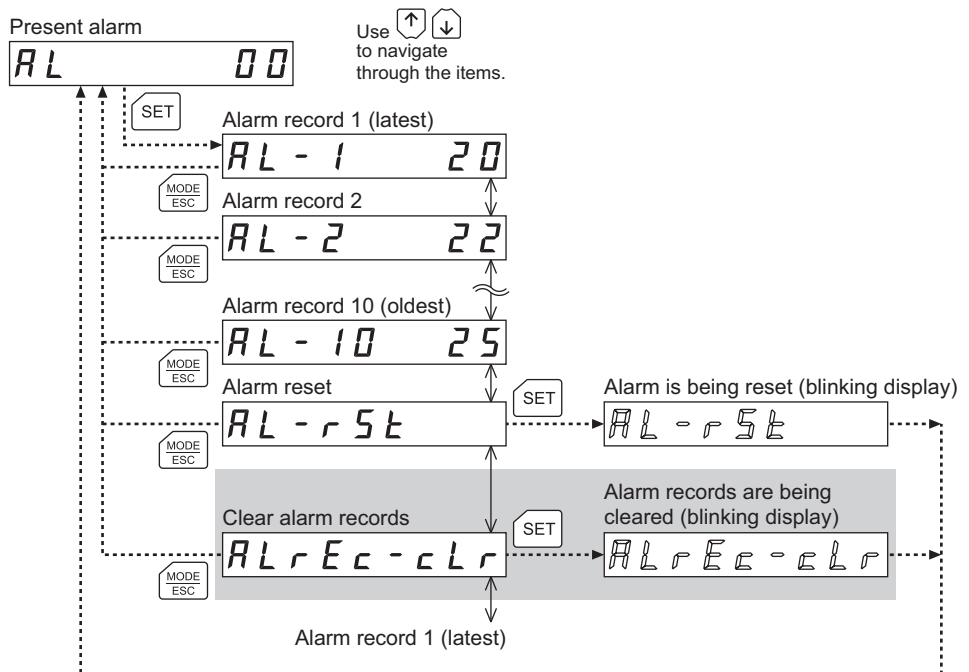 Present alarm
AL 00
Use ↑ ↓
to navigate
through the items.
SET
Alarm record 1 (latest)
AL-1 20
MODE
ESC
Alarm record 2
AL-2 22
MODE
ESC
Alarm record 10 (oldest)
AL-10 25
MODE
ESC
Alarm reset
AL-rSt
SET
Alarm is being reset (blinking display)
AL-rSt
MODE
ESC
Clear alarm records
ALrEc-cLr
SET
Alarm records are being
cleared (blinking display)
ALrEc-cLr
MODE
ESC
Alarm record 1 (latest)